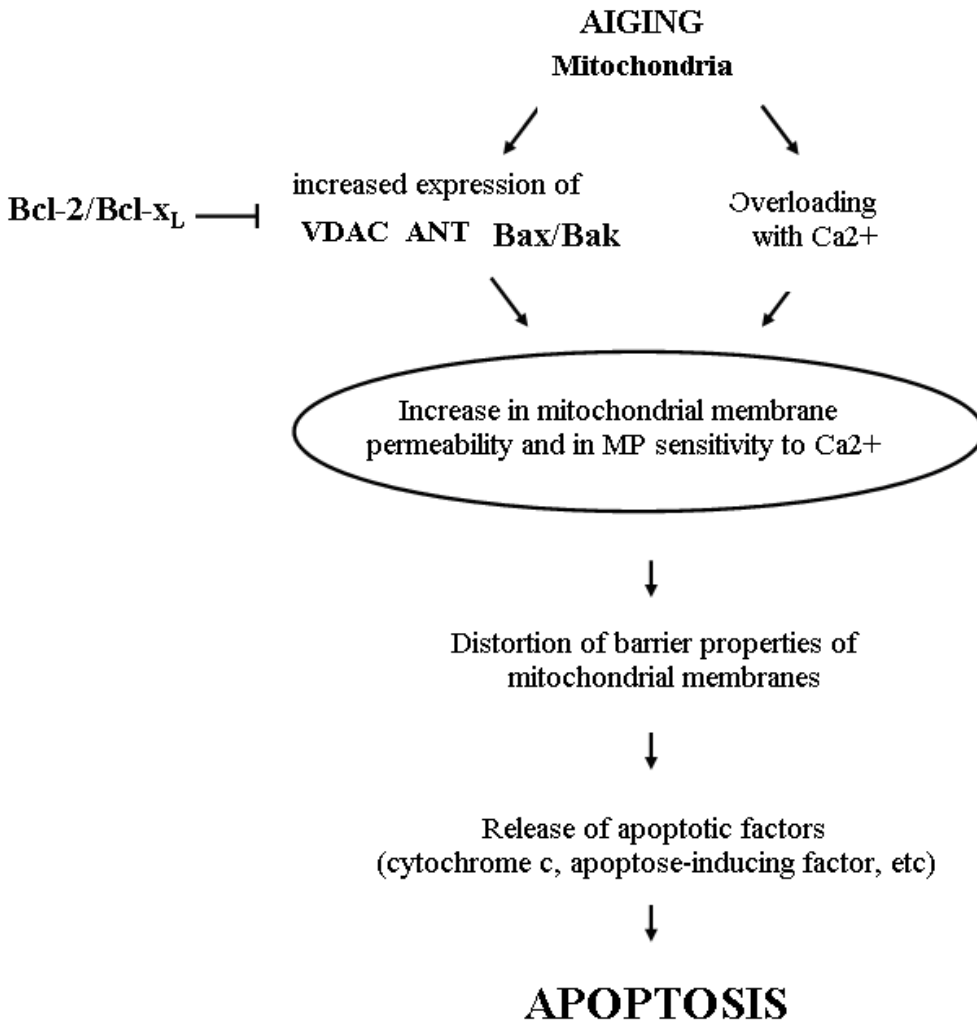 AIGING
Mitochondria
increased expression of
Bcl-2/Bcl-xL
VDAC ANT Bax/Bak
Overloading
with Ca2+
Increase in mitochondrial membrane
permeability and in MP sensitivity to Ca2+
Distortion of barrier properties of
mitochondrial membranes
Release of apoptotic factors
(cytochrome c, apoptose-inducing factor, etc)
APOPTOSIS